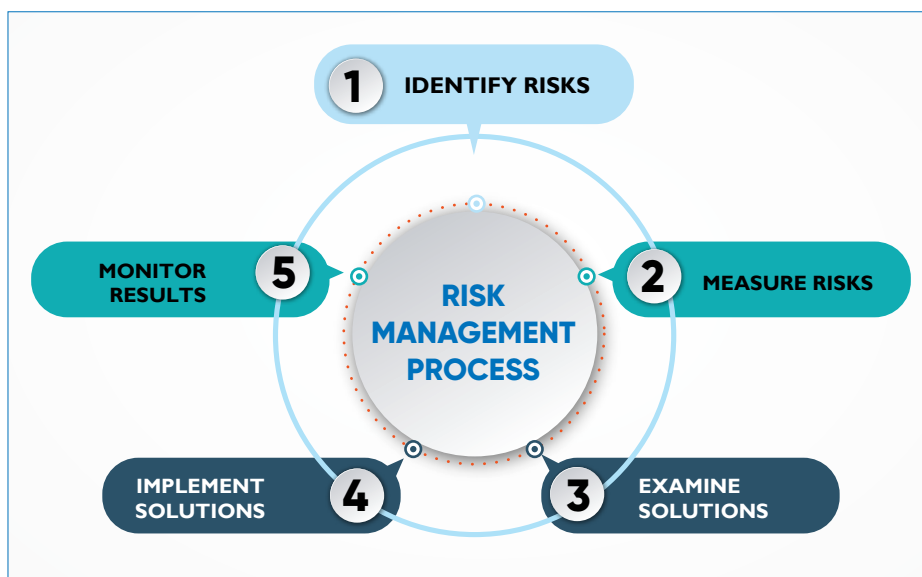 1 IDENTIFY RISKS
2 MEASURE RISKS
3 EXAMINE
SOLUTIONS
4 IMPLEMENT
SOLUTIONS
5 MONITOR
RESULTS
RISK
MANAGEMENT
PROCESS